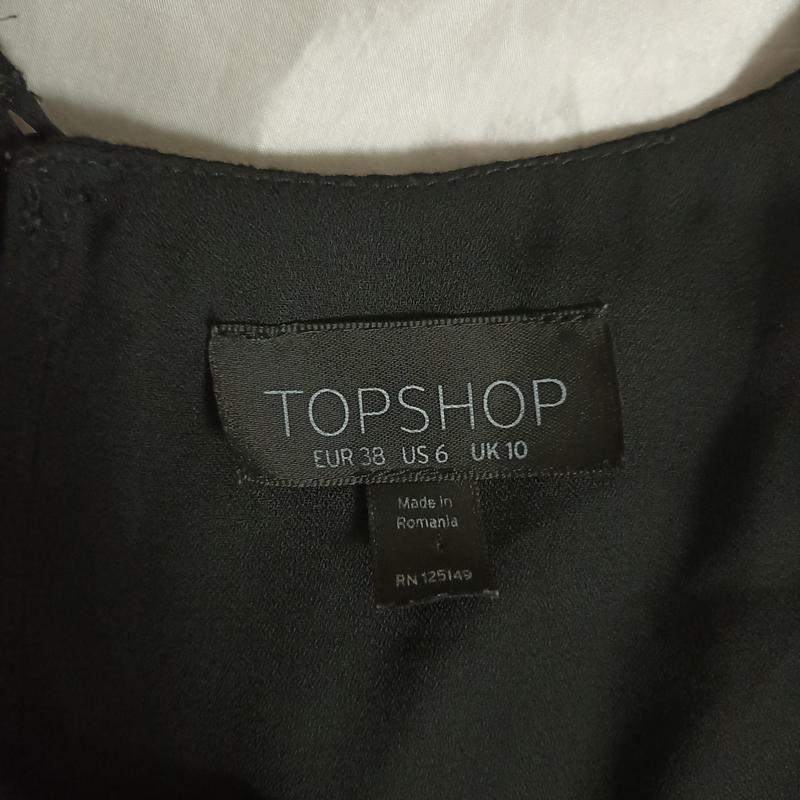 TOPSHOP
EUR 38 US 6 UK 10
Made in
Romania
RN 125149